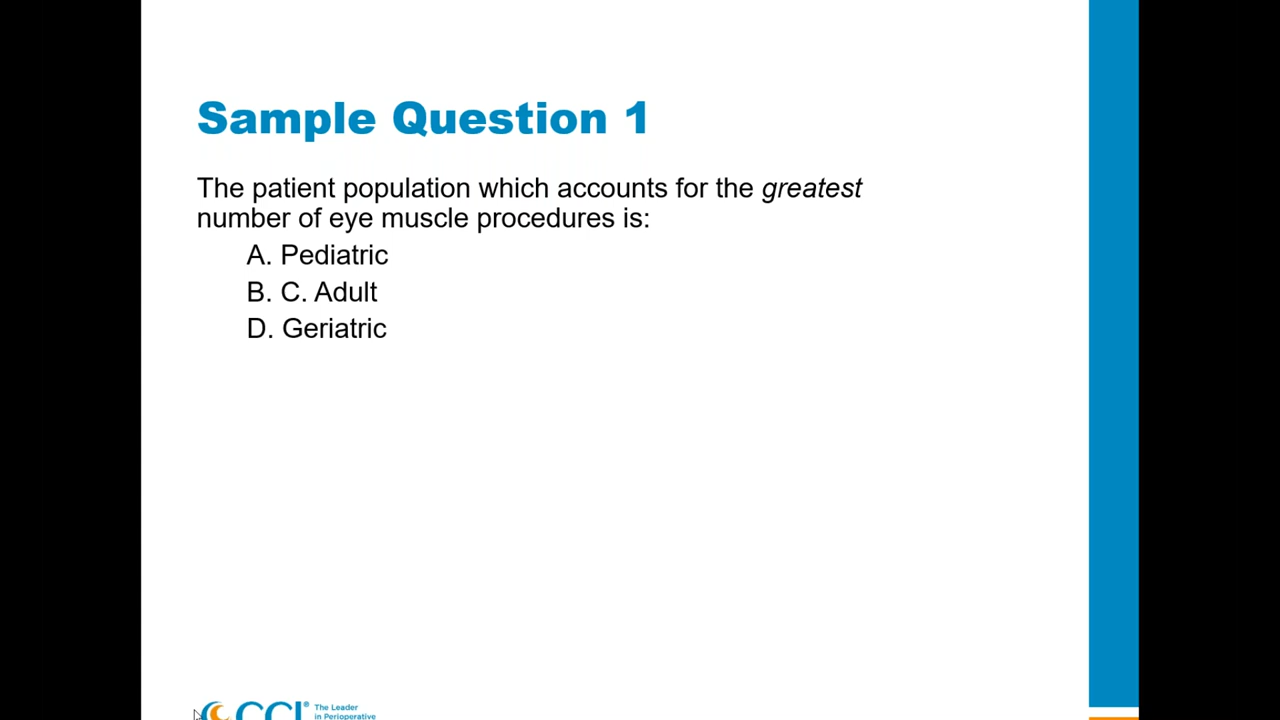 Sample Question 1
The patient population which accounts for the greatest
number of eye muscle procedures is:
A. Pediatric
B. C. Adult
D. Geriatric
CCI®
The Leader
in Perioperative